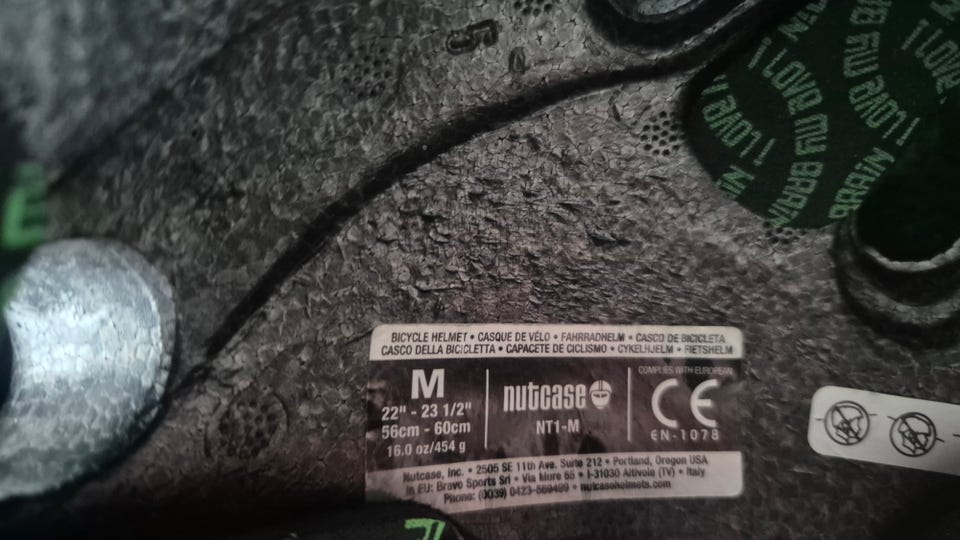 5
I LOVE MY BRAIN
I LOVE MY BRAIN
I LOVE
BICYCLE HELMET • CASQUE DE VÉLO • FAHRRADHELM • CASCO DE BICICLETA
CASCO DELLA BICICLETTA • CAPACETE DE CICLISMO • CYKELHJELM • FIETSHELM
M
22" - 23 1/2"
56cm - 60cm
16.0 oz/454 g
nutcase
NT1-M
COMPLIES WITH EUROPEAN
CE
EN-1078
Nutcase, Inc. • 2505 SE 11th Ave. Suite 212 • Portland, Oregon USA
In EU: Bravo Sports Srl • Via Mure 65 • I-31030 Altivole (TV) • Italy
Phone: (0039) 0423-569499 • nutcasehelmets.com